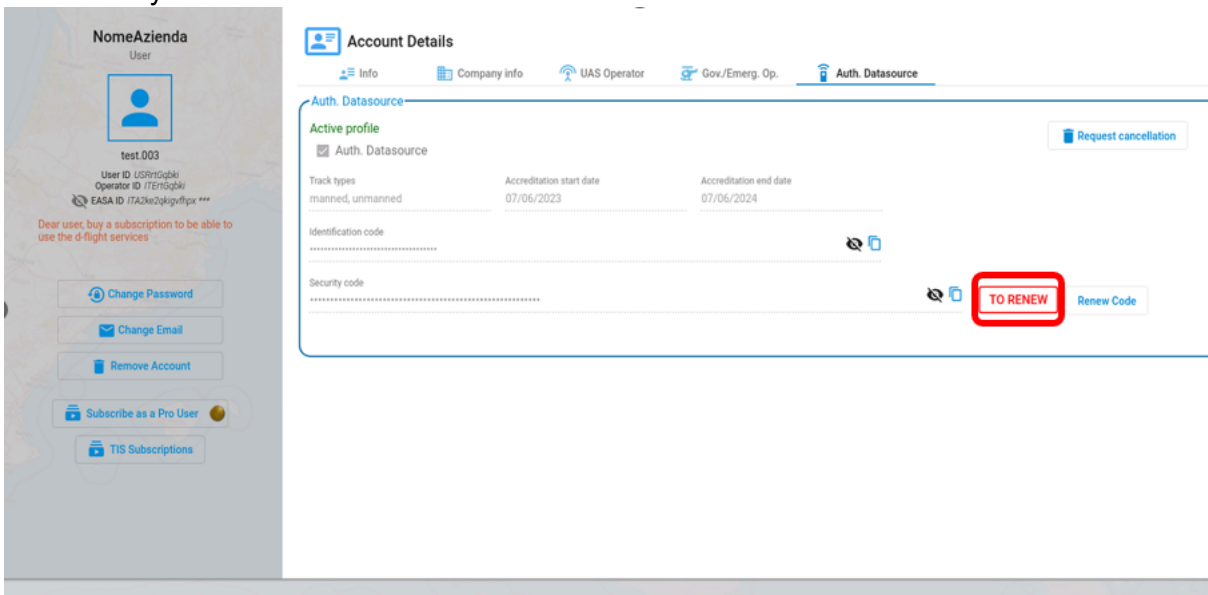 NomeAzienda
User
test.003
User ID USRrtGqbki
Operator ID ITErtGqbki
EASA ID ITA2ke2qkigvfhpx ***
Dear user, buy a subscription to be able to
use the d-flight services
Change Password
Change Email
Remove Account
Subscribe as a Pro User
TIS Subscriptions
Account Details
Info
Company info
UAS Operator
Gov./Emerg. Op.
Auth. Datasource
Auth. Datasource
Active profile
Request cancellation
Auth. Datasource
Track types
Accreditation start date
Accreditation end date
manned, unmanned
07/06/2023
07/06/2024
Identification code
Security code
TO RENEW
Renew Code